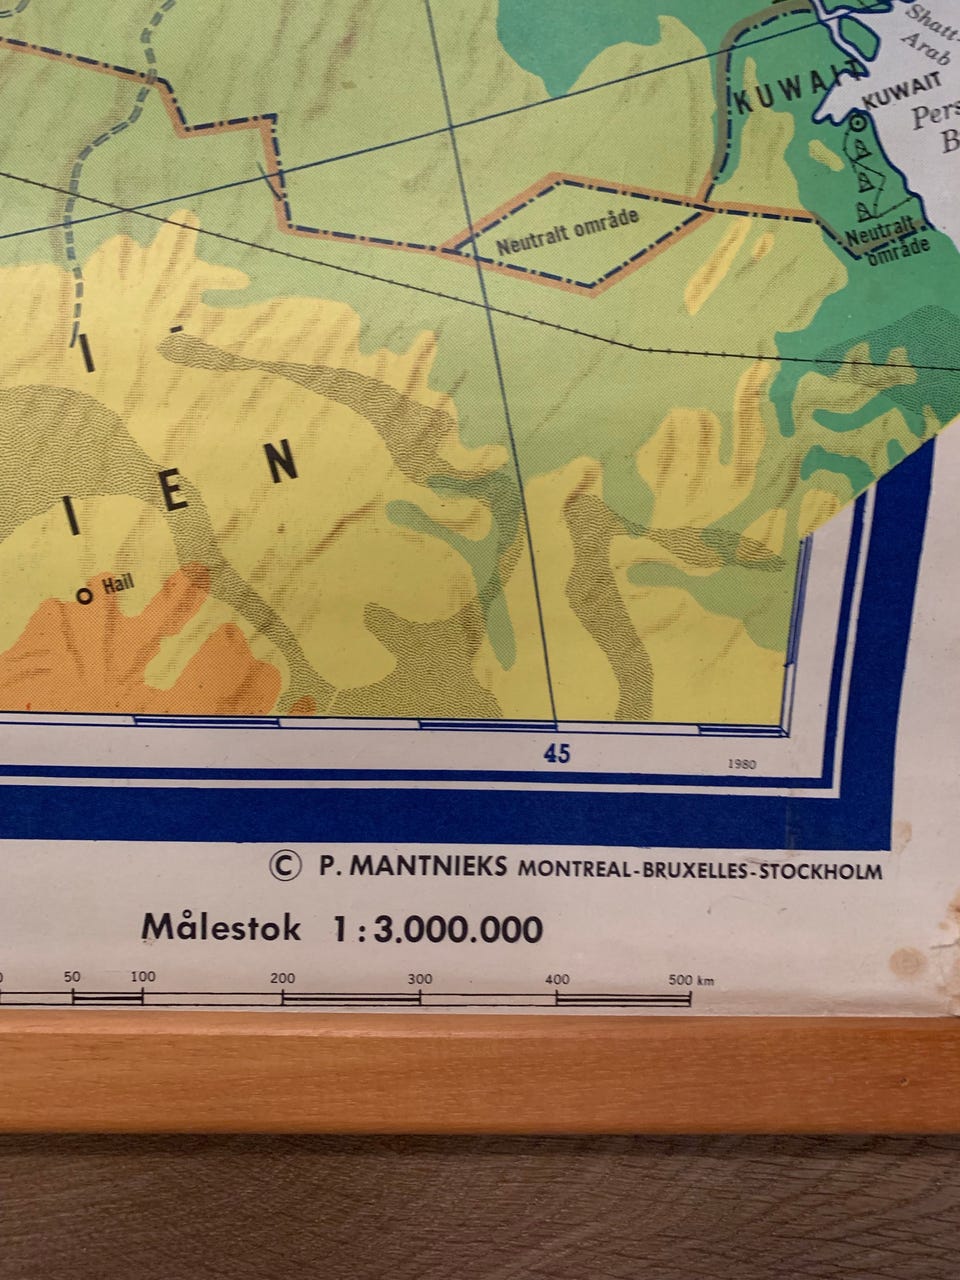 Shatt-
Arab
KUWAIT
KUWAIT
Pers
B
Neutralt område
Neutralt
område
I
I E N
Hail
45
1980
© P. MANTNIEKS MONTREAL-BRUXELLES-STOCKHOLM
Målestok 1:3.000.000
0 50 100 200 300 400 500 km